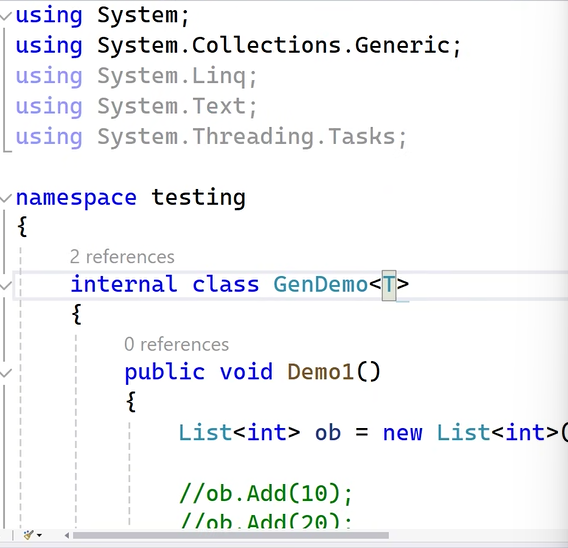 using System;
using System.Collections.Generic;
using System.Linq;
using System.Text;
using System.Threading.Tasks;
namespace testing
{
2 references
internal class GenDemo<T>
{
0 references
public void Demo1()
{
List<int> ob = new List<int>(
//ob.Add(10);
//ob.Add(20);